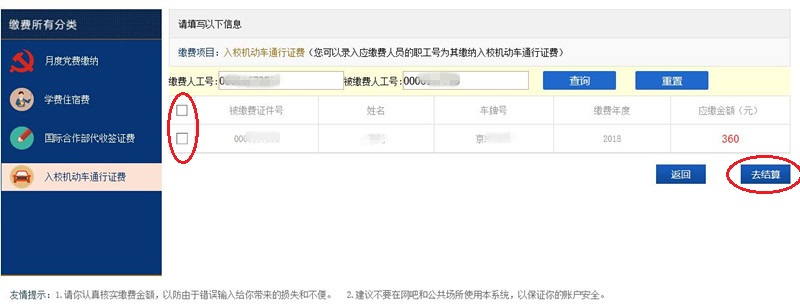 缴费所有分类
月度党费缴纳
学费住宿费
国际合作部代收签证费
入校机动车通行证费
请填写以下信息
缴费项目：入校机动车通行证费（您可以录入应缴费人员的职工号为其缴纳入校机动车通行费）
缴费人工号: 被缴费人工号:000 查询 重置
被缴费证件号 姓名 车牌号 缴费年度 应缴金额（元）
000 京 2018 360
返回 去结算
友情提示：1.请你认真核实缴费金额，以防由于错误输入给你带来的损失和不便。 2.建议不要在网吧和公共场所使用本系统，以保证你的账户安全。